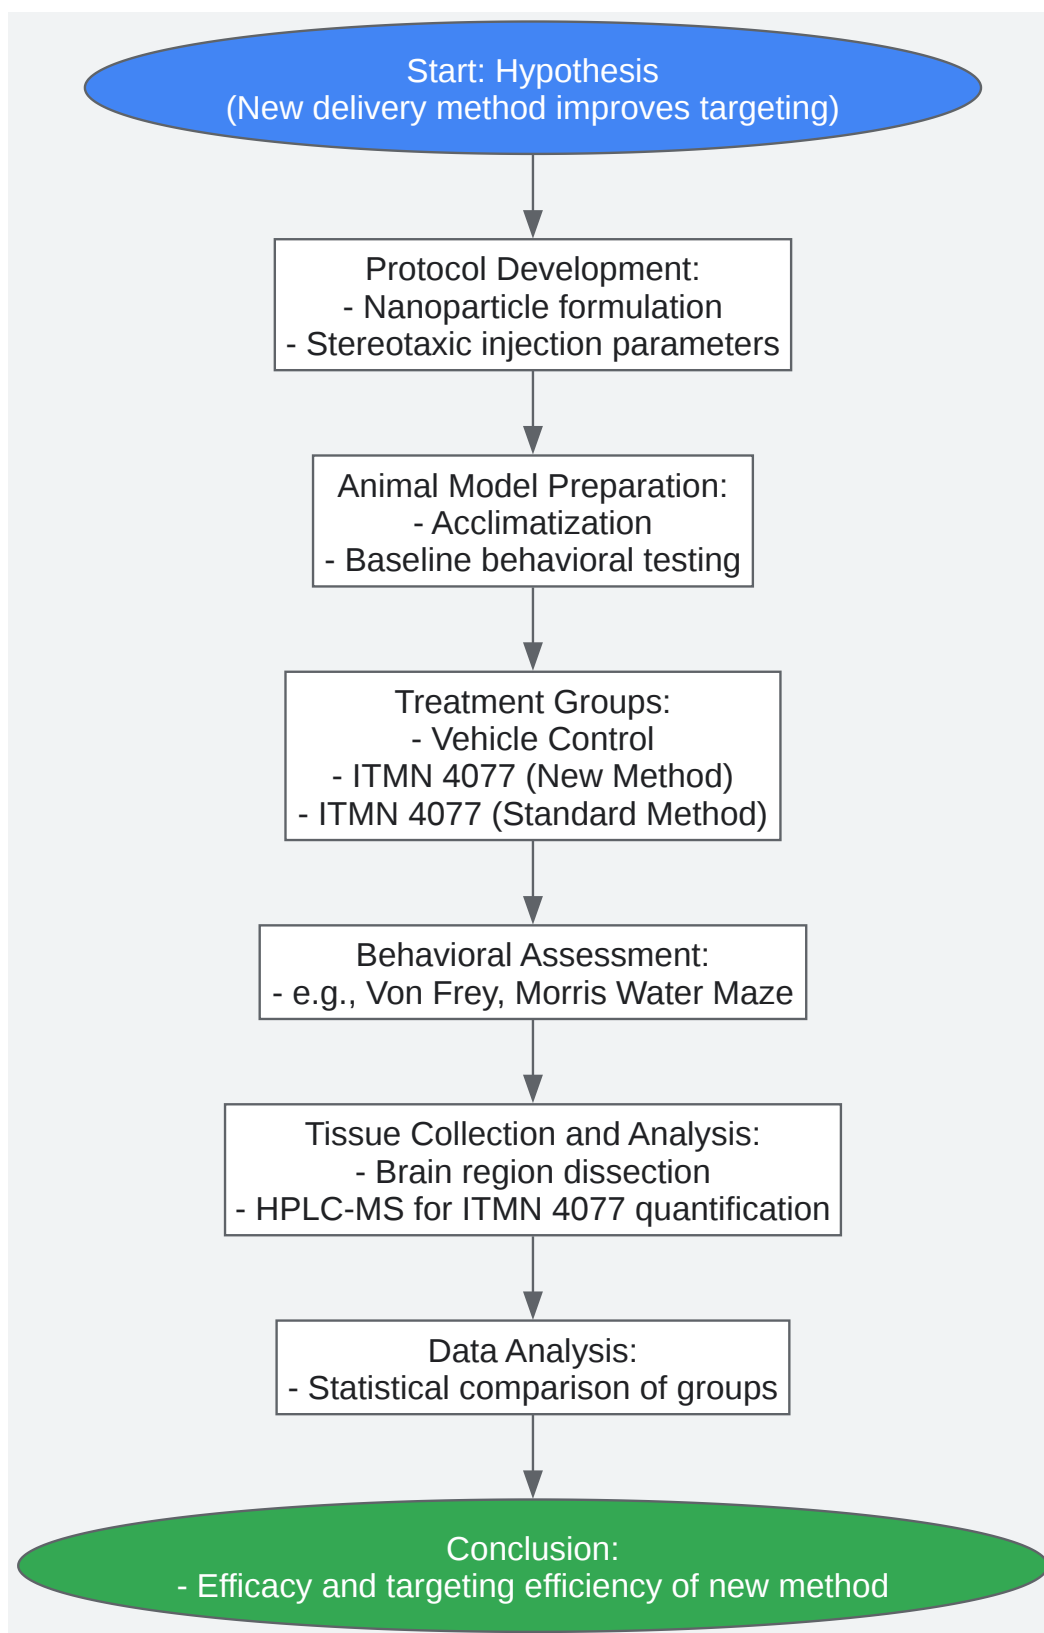 Start: Hypothesis
(New delivery method improves targeting)
Protocol Development:
- Nanoparticle formulation
- Stereotaxic injection parameters
Animal Model Preparation:
- Acclimatization
- Baseline behavioral testing
Treatment Groups:
- Vehicle Control
- ITMN 4077 (New Method)
- ITMN 4077 (Standard Method)
Behavioral Assessment:
- e.g., Von Frey, Morris Water Maze
Tissue Collection and Analysis:
- Brain region dissection
- HPLC-MS for ITMN 4077 quantification
Data Analysis:
- Statistical comparison of groups
Conclusion:
- Efficacy and targeting efficiency of new method